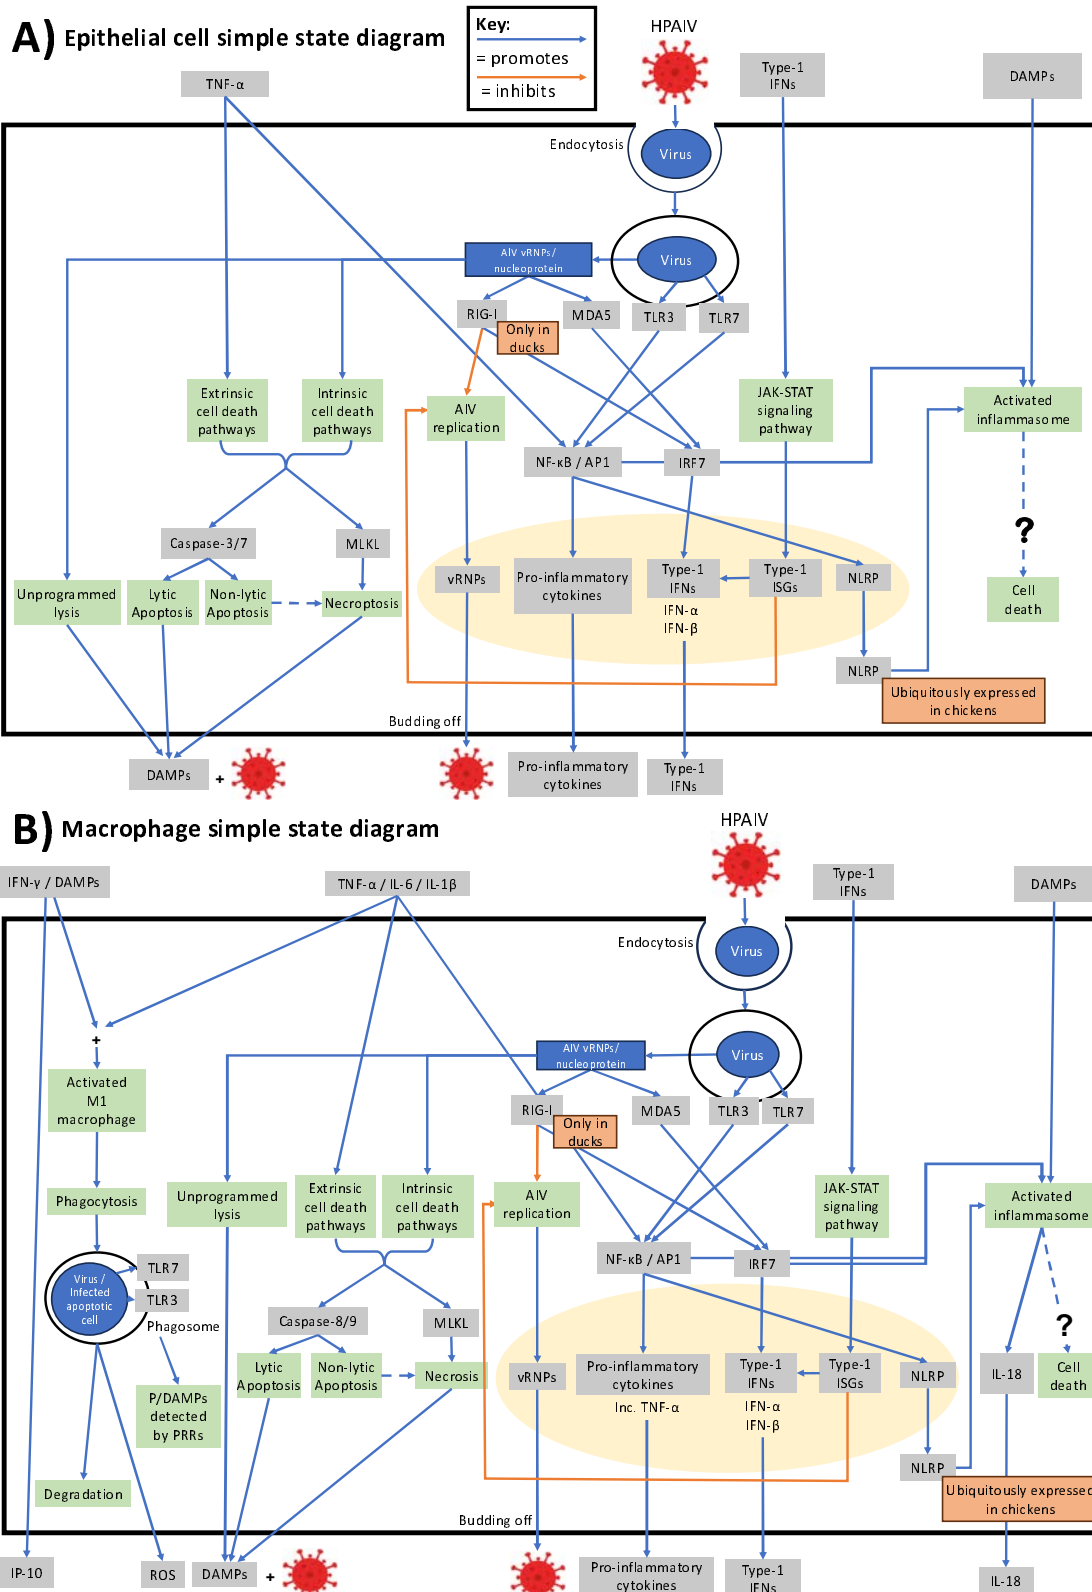 A) Epithelial cell simple state diagram
Key:
= promotes
= inhibits
HPAIV
TNF-α
Type-1
IFNs
DAMPs
Endocytosis
Virus
AIV vRNPs/
nucleoprotein
Virus
RIG-I
MDA5
TLR3
TLR7
Only in
ducks
Extrinsic
cell death
pathways
Intrinsic
cell death
pathways
AIV
replication
JAK-STAT
signaling
pathway
Activated
inflammasome
NF-κB / AP1
IRF7
?
Caspase-3/7
MLKL
Unprogrammed
lysis
Lytic
Apoptosis
Non-lytic
Apoptosis
Necroptosis
vRNPs
Pro-inflammatory
cytokines
Type-1
IFNs
IFN-α
IFN-β
Type-1
ISGs
NLRP
Cell
death
NLRP
Ubiquitously expressed
in chickens
Budding off
DAMPs
+
Pro-inflammatory
cytokines
Type-1
IFNs
B) Macrophage simple state diagram
HPAIV
IFN-γ / DAMPs
TNF-α / IL-6 / IL-1β
Type-1
IFNs
DAMPs
Endocytosis
Virus
+
AIV vRNPs/
nucleoprotein
Virus
Activated
M1
macrophage
RIG-I
MDA5
TLR3
TLR7
Only in
ducks
Phagocytosis
Unprogrammed
lysis
Extrinsic
cell death
pathways
Intrinsic
cell death
pathways
AIV
replication
JAK-STAT
signaling
pathway
Activated
inflammasome
NF-κB / AP1
IRF7
Virus /
Infected
apoptotic
cell
TLR7
TLR3
Phagosome
Caspase-8/9
MLKL
?
Lytic
Apoptosis
Non-lytic
Apoptosis
Necrosis
vRNPs
Pro-inflammatory
cytokines
Inc. TNF-α
Type-1
IFNs
IFN-α
IFN-β
Type-1
ISGs
NLRP
IL-18
Cell
death
P/DAMPs
detected
by PRRs
NLRP
Degradation
Ubiquitously expressed
in chickens
Budding off
IP-10
ROS
DAMPs
+
Pro-inflammatory
cytokines
Type-1
IFNs
IL-18